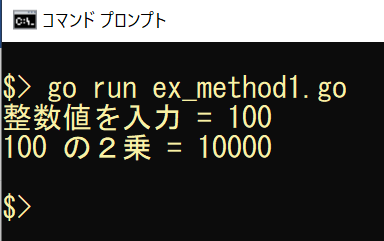 コマンド プロンプト
$> go run ex_method1.go
整数値を入力 = 100
100 の２乗 = 10000
$>